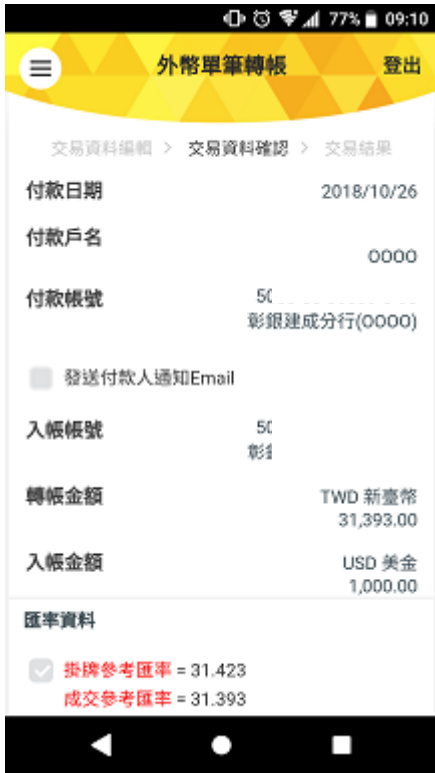 77% 09:10
外幣單筆轉帳 登出
交易資料編輯 > 交易資料確認 > 交易結果
付款日期 2018/10/26
付款戶名
OOOO
付款帳號 50
彰銀建成分行(OOOO)
發送付款人通知Email
入帳帳號 50
彰
轉帳金額 TWD 新臺幣
31,393.00
入帳金額 USD 美金
1,000.00
匯率資料
掛牌參考匯率 = 31.423
成交參考匯率 = 31.393